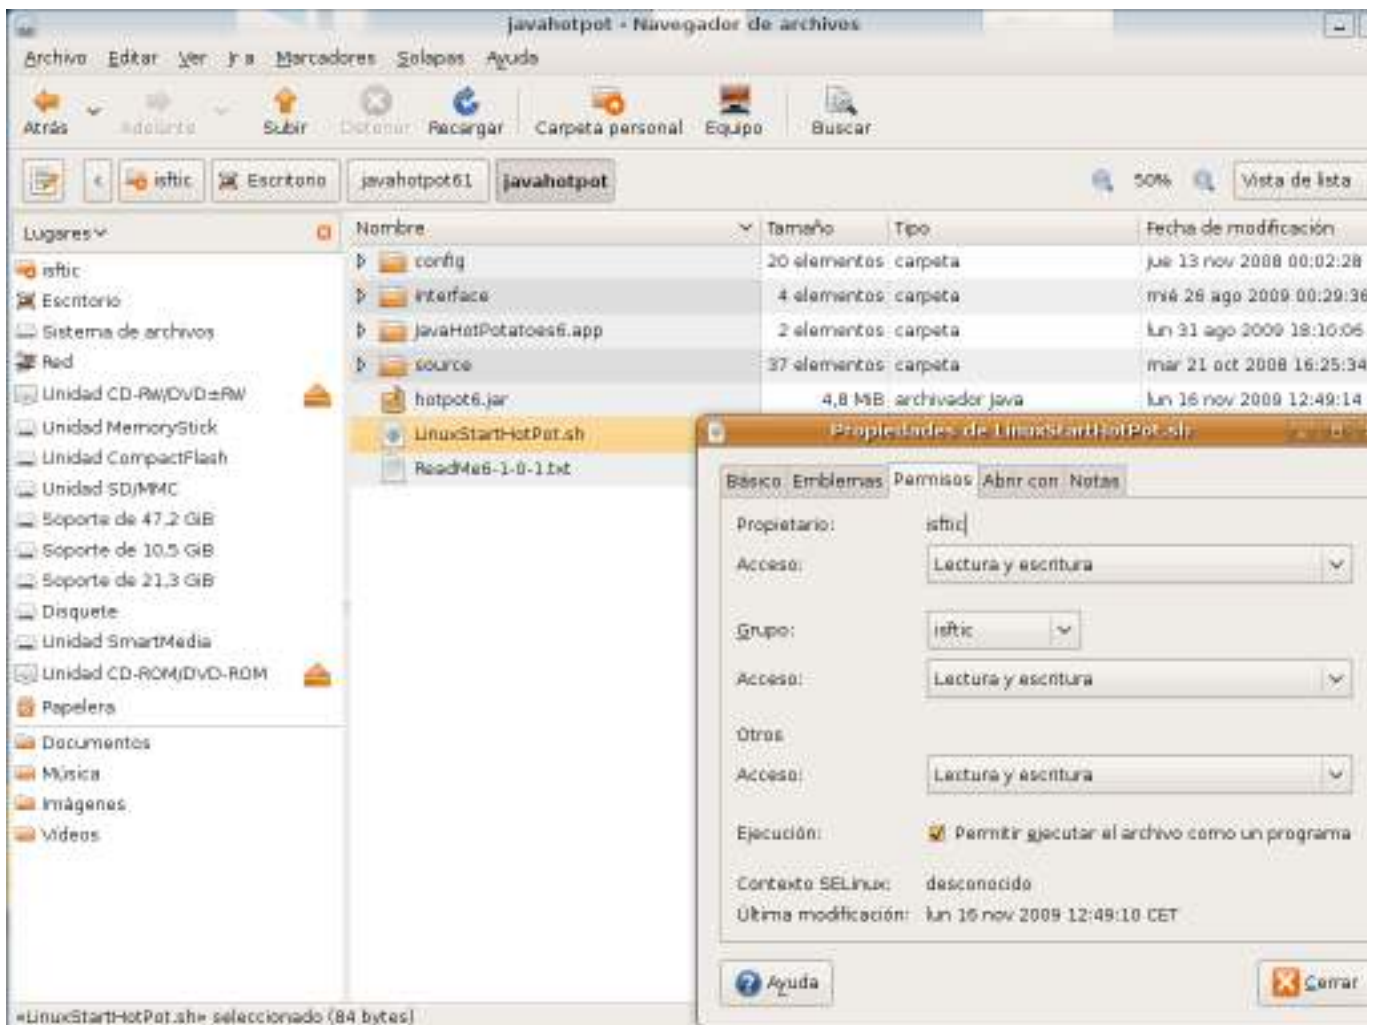 javahotpot - Navegador de archivos
Archivo Editar Ver Ir a Marcadores Solapas Ayuda
Atrás Adelante Subir Detener Recargar Carpeta personal Equipo Buscar
isftic Escritorio javahotpot61 javahotpot 50% Vista de lista
Lugares Nombre Tamaño Tipo Fecha de modificación
isftic
Escritorio
Sistema de archivos
Red
Unidad CD-RW/DVD±RW
Unidad MemoryStick
Unidad CompactFlash
Unidad SD/MMC
Soporte de 47,2 GiB
Soporte de 10,5 GiB
Soporte de 21,3 GiB
Disquete
Unidad SmartMedia
Unidad CD-ROM/DVD-ROM
Papelera
Documentos
Música
Imágenes
Vídeos
config 20 elementos carpeta jue 13 nov 2008 00:02:28
interface 4 elementos carpeta mié 26 ago 2009 00:29:36
JavaHotPotatoes6.app 2 elementos carpeta lun 31 ago 2009 18:16:06
source 37 elementos carpeta mar 21 oct 2008 16:25:34
hotpot6.jar 4,8 MiB archivador Java lun 16 nov 2009 12:49:14
LinuxStartHotPot.sh
ReadMe6-1-0-1.txt
Propiedades de LinuxStartHotPot.sh
Básico Emblemas Permisos Abrir con Notas
Propietario: isftic
Acceso: Lectura y escritura
Grupo: isftic
Acceso: Lectura y escritura
Otros
Acceso: Lectura y escritura
Ejecución: Permitir ejecutar el archivo como un programa
Contexto SELinux: desconocido
Última modificación: lun 16 nov 2009 12:49:10 CET
Ayuda Cerrar
«LinuxStartHotPot.sh» seleccionado (84 bytes)